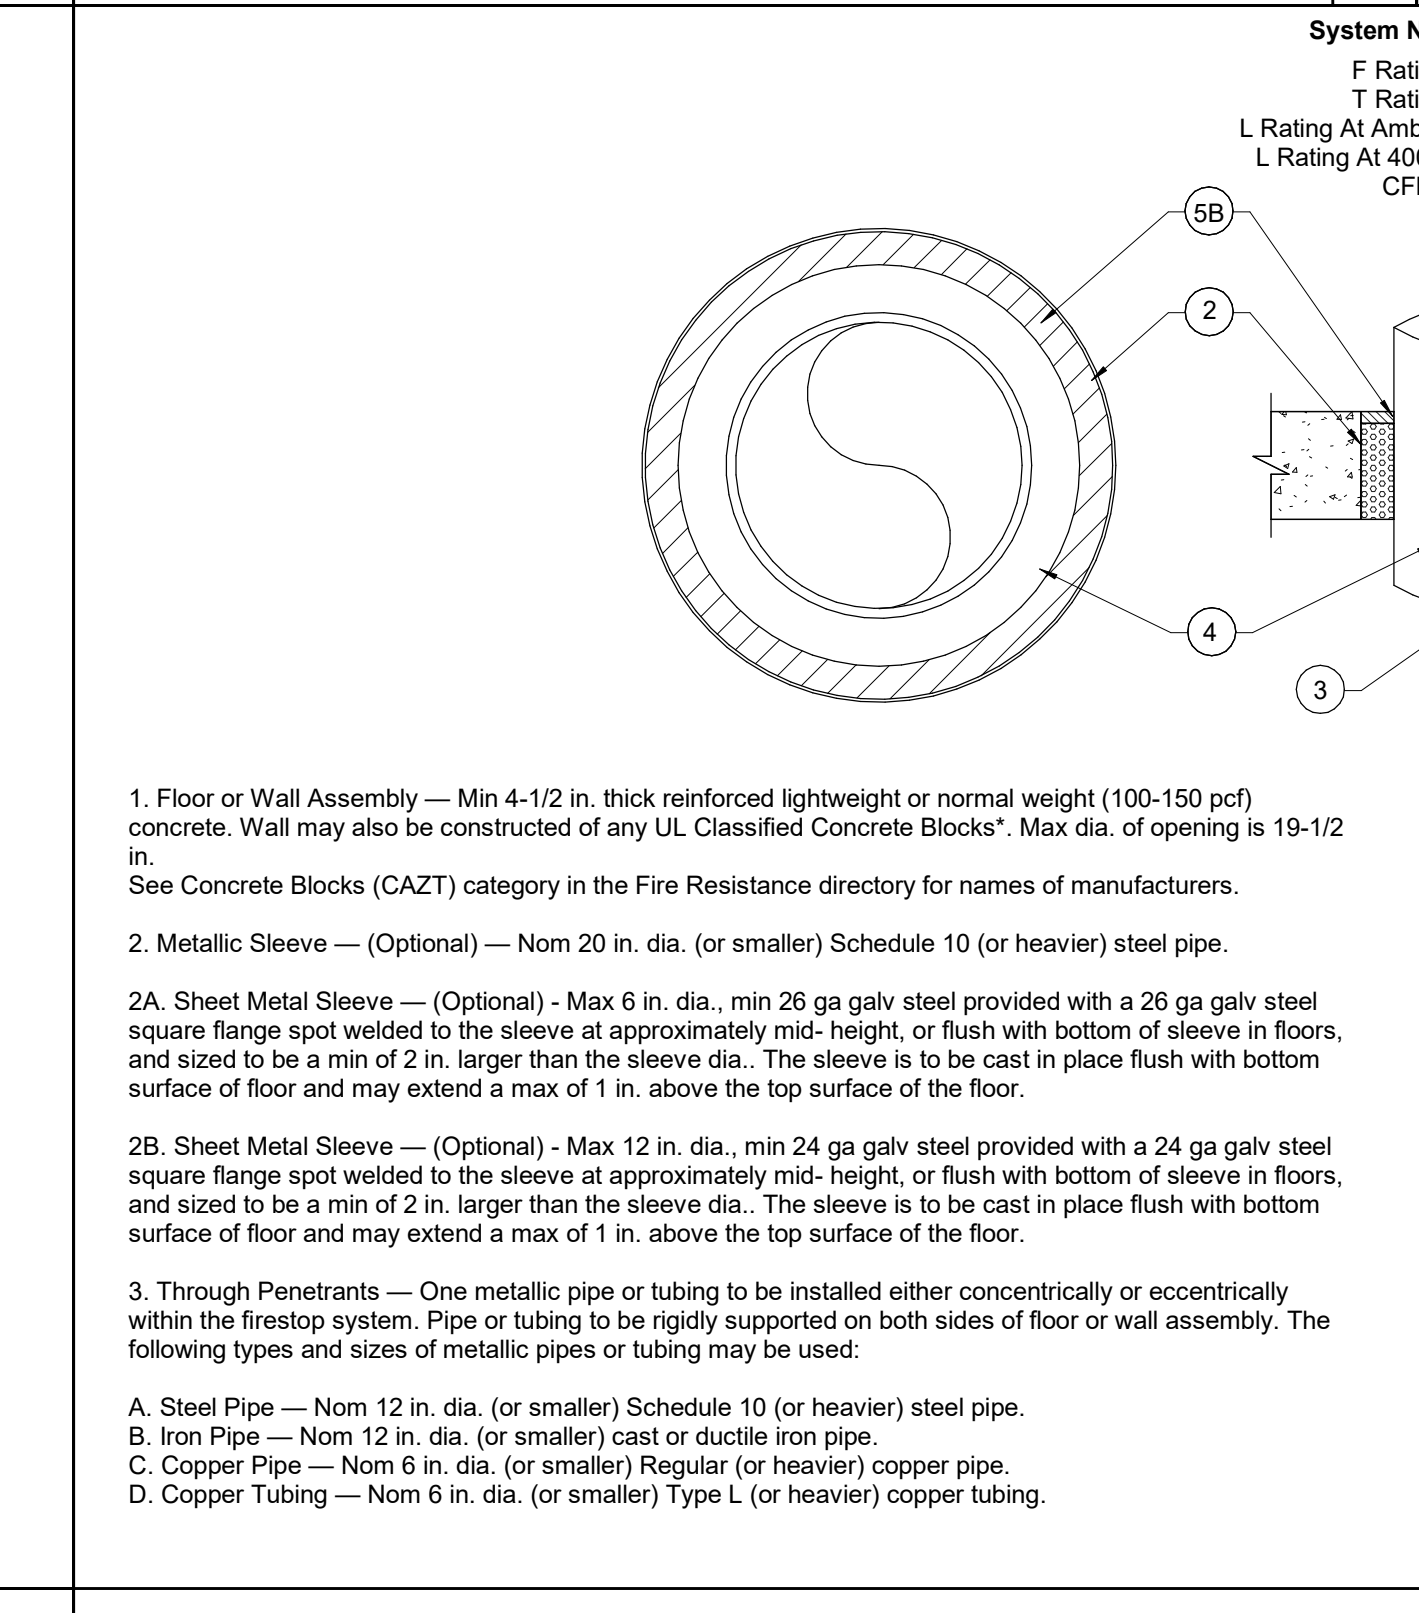 System
F
T
L Rating At
L Rating At
5B
2
4
3
1. Floor or Wall Assembly — Min 4-1/2 in. thick reinforced lightweight or normal weight (100-150 pcf)
concrete. Wall may also be constructed of any UL Classified Concrete Blocks*. Max dia. of opening is 19-1/2
in.
See Concrete Blocks (CAZT) category in the Fire Resistance directory for names of manufacturers.
2. Metallic Sleeve — (Optional) — Nom 20 in. dia. (or smaller) Schedule 10 (or heavier) steel pipe.
2A. Sheet Metal Sleeve — (Optional) - Max 6 in. dia., min 26 ga galv steel provided with a 26 ga galv steel
square flange spot welded to the sleeve at approximately mid- height, or flush with bottom of sleeve in floors,
and sized to be a min of 2 in. larger than the sleeve dia.. The sleeve is to be cast in place flush with bottom
surface of floor and may extend a max of 1 in. above the top surface of the floor.
2B. Sheet Metal Sleeve — (Optional) - Max 12 in. dia., min 24 ga galv steel provided with a 24 ga galv steel
square flange spot welded to the sleeve at approximately mid- height, or flush with bottom of sleeve in floors,
and sized to be a min of 2 in. larger than the sleeve dia.. The sleeve is to be cast in place flush with bottom
surface of floor and may extend a max of 1 in. above the top surface of the floor.
3. Through Penetrants — One metallic pipe or tubing to be installed either concentrically or eccentrically
within the firestop system. Pipe or tubing to be rigidly supported on both sides of floor or wall assembly. The
following types and sizes of metallic pipes or tubing may be used:
A. Steel Pipe — Nom 12 in. dia. (or smaller) Schedule 10 (or heavier) steel pipe.
B. Iron Pipe — Nom 12 in. dia. (or smaller) cast or ductile iron pipe.
C. Copper Pipe — Nom 6 in. dia. (or smaller) Regular (or heavier) copper pipe.
D. Copper Tubing — Nom 6 in. dia. (or smaller) Type L (or heavier) copper tubing.